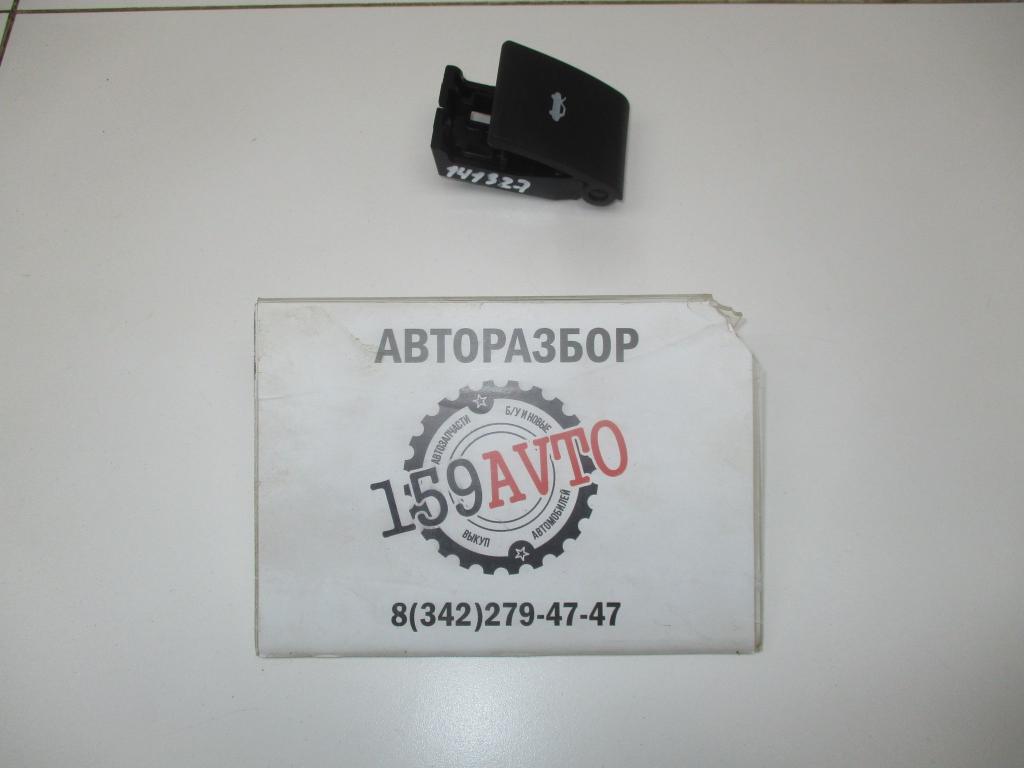 141327
АВТОРАЗБОР
АВТОЗАПЧАСТИ
Б/У И НОВЫЕ
159AVTO
ВЫКУП
АВТОМОБИЛЕЙ
8(342)279-47-47